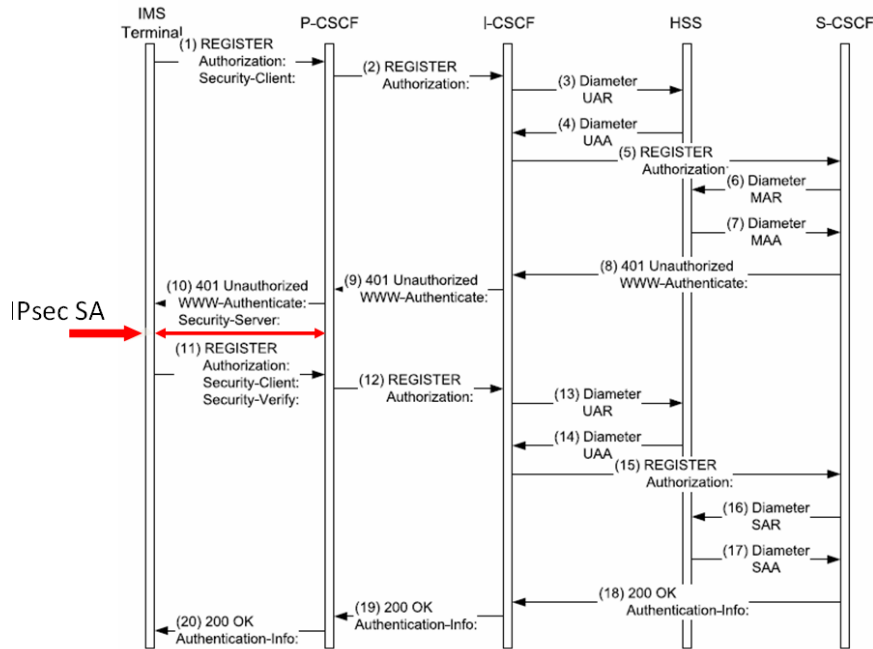 IMS
Terminal
P-CSCF
I-CSCF
HSS
S-CSCF
(1) REGISTER
Authorization:
Security-Client:
(2) REGISTER
Authorization:
(3) Diameter
UAR
(4) Diameter
UAA
(5) REGISTER
Authorization:
(6) Diameter
MAR
(7) Diameter
MAA
(8) 401 Unauthorized
WWW-Authenticate:
(9) 401 Unauthorized
WWW-Authenticate:
(10) 401 Unauthorized
WWW-Authenticate:
Security-Server:
IPsec SA
(11) REGISTER
Authorization:
Security-Client:
Security-Verify:
(12) REGISTER
Authorization:
(13) Diameter
UAR
(14) Diameter
UAA
(15) REGISTER
Authorization:
(16) Diameter
SAR
(17) Diameter
SAA
(18) 200 OK
Authentication-Info:
(19) 200 OK
Authentication-Info:
(20) 200 OK
Authentication-Info: